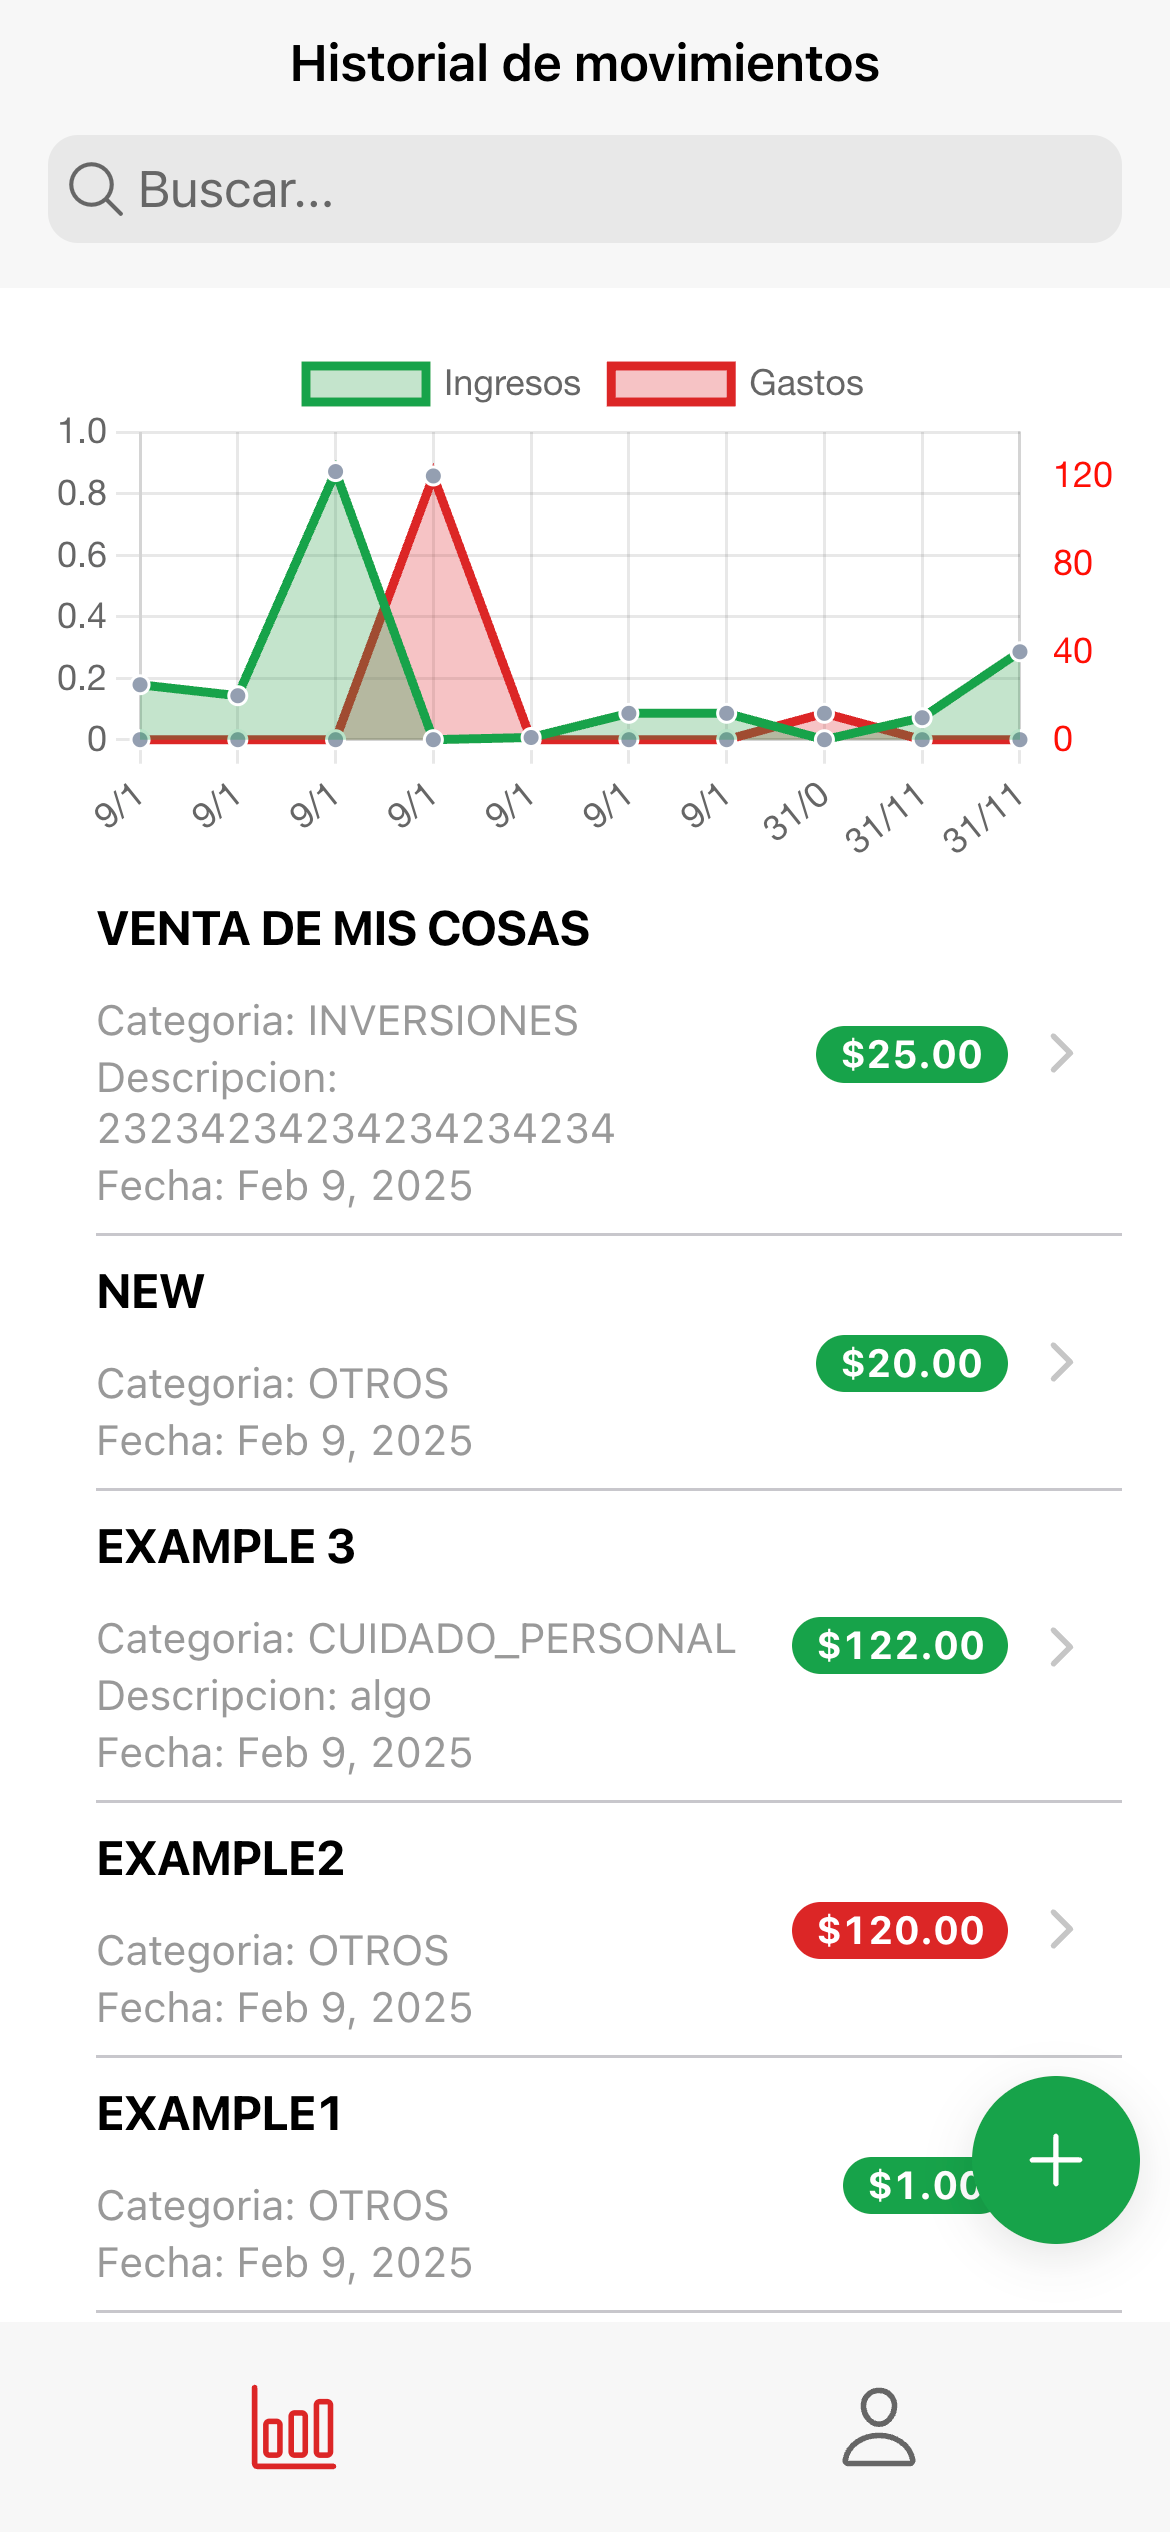 Historial de movimientos
Buscar...
Ingresos Gastos
1.0
0.8
0.6
0.4
0.2
0
120
80
40
0
9/1 9/1 9/1 9/1 9/1 9/1 9/1 31/0 31/11 31/11
VENTA DE MIS COSAS
Categoria: INVERSIONES
$25.00
Descripcion:
23234234234234234234
Fecha: Feb 9, 2025
NEW
$20.00
Categoria: OTROS
Fecha: Feb 9, 2025
EXAMPLE 3
Categoria: CUIDADO_PERSONAL
$122.00
Descripcion: algo
Fecha: Feb 9, 2025
EXAMPLE2
$120.00
Categoria: OTROS
Fecha: Feb 9, 2025
EXAMPLE1
$1.00
Categoria: OTROS
Fecha: Feb 9, 2025